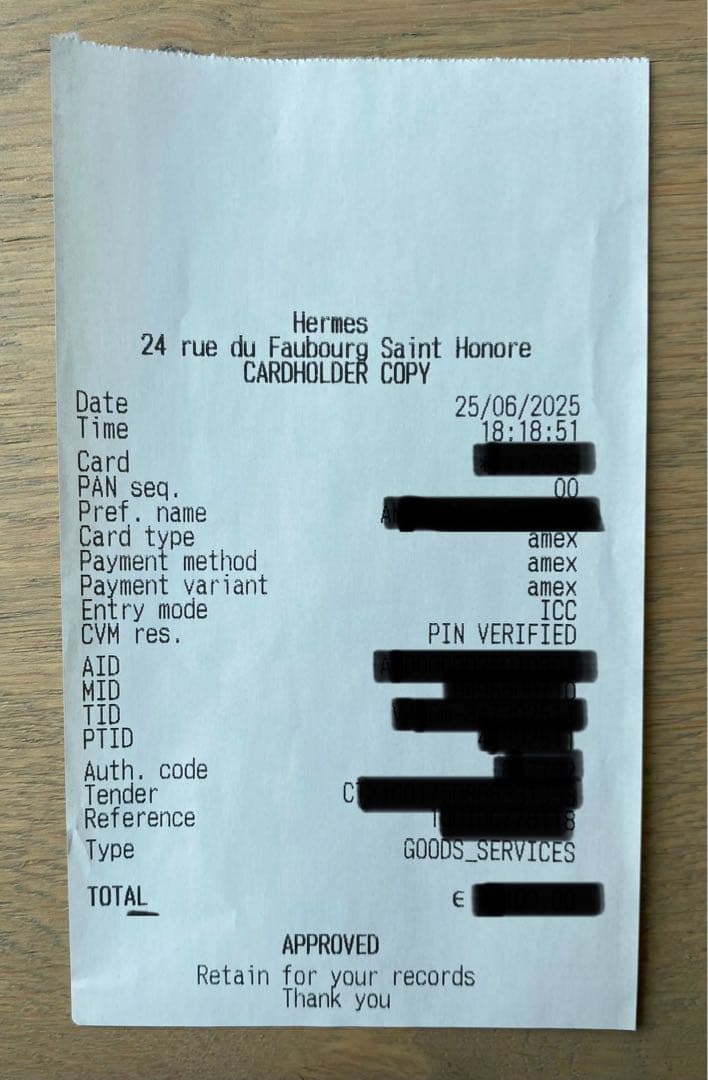 Hermes
24 rue du Faubourg Saint Honore
CARDHOLDER COPY
Date 25/06/2025
Time 18:18:51
Card
PAN seq. 00
Pref. name
Card type amex
Payment method amex
Payment variant amex
Entry mode ICC
CVM res. PIN VERIFIED
AID
MID
TID
PTID
Auth. code
Tender
Reference
Type GOODS_SERVICES
TOTAL €
APPROVED
Retain for your records
Thank you